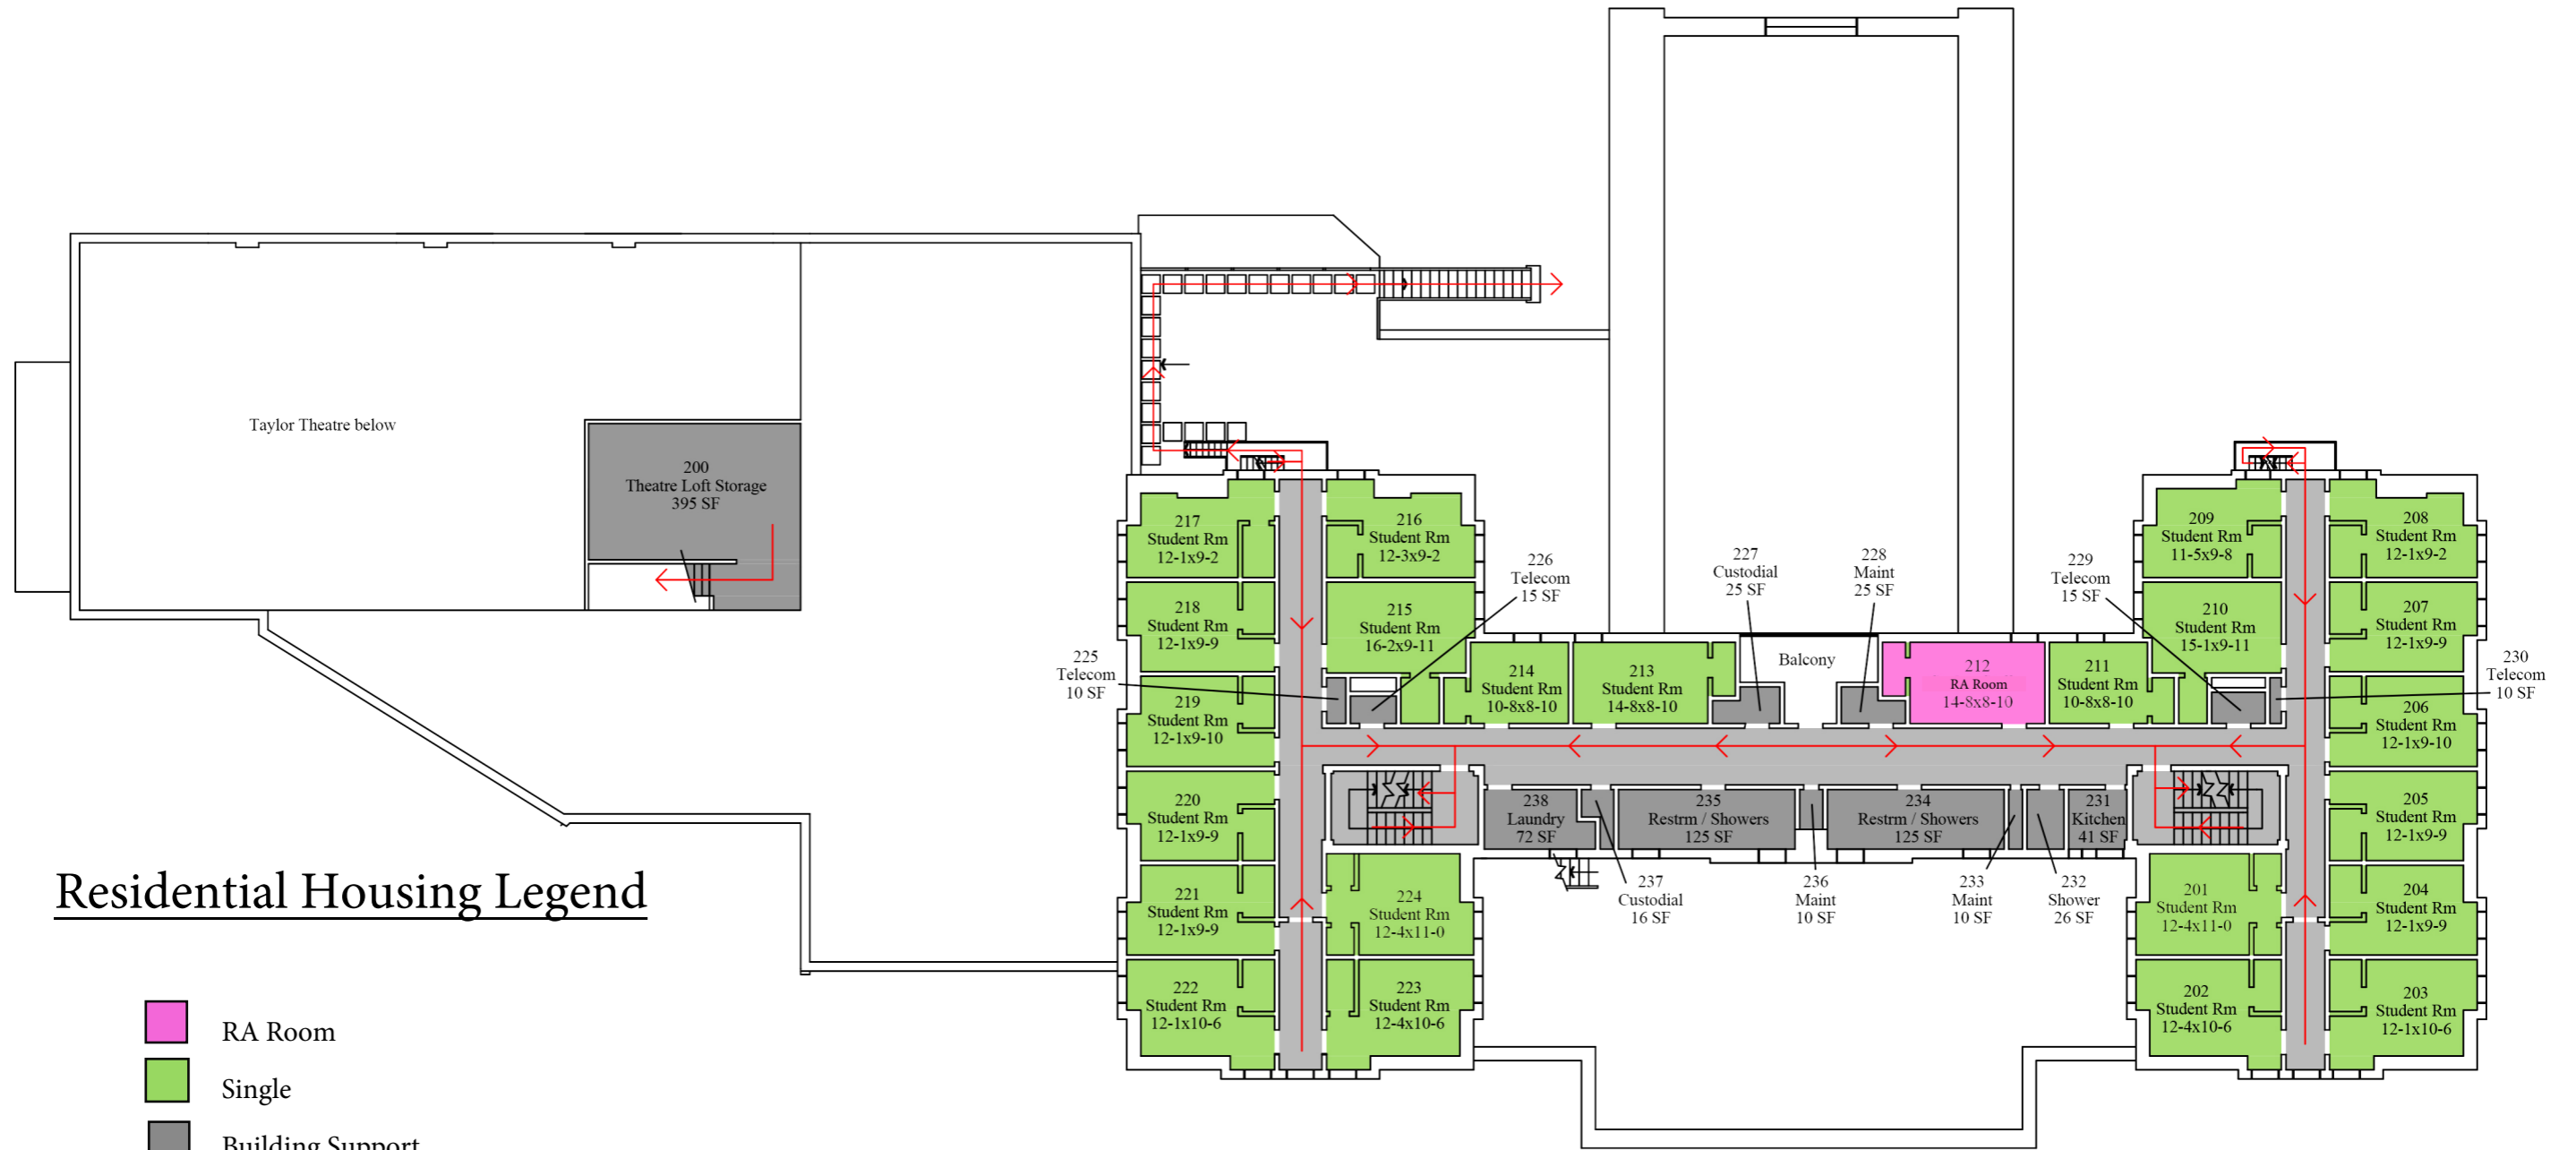 Taylor Theatre below
200
Theatre Loft Storage
395 SF
217
Student Rm
12-1x9-2
216
Student Rm
12-3x9-2
218
Student Rm
12-1x9-9
215
Student Rm
16-2x9-11
226
Telecom
15 SF
225
Telecom
10 SF
219
Student Rm
12-1x9-10
214
Student Rm
10-8x8-10
213
Student Rm
14-8x8-10
227
Custodial
25 SF
Balcony
228
Maint
25 SF
212
RA Room
14-8x8-10
211
Student Rm
10-8x8-10
229
Telecom
15 SF
209
Student Rm
11-5x9-8
208
Student Rm
12-1x9-2
210
Student Rm
15-1x9-11
207
Student Rm
12-1x9-9
230
Telecom
10 SF
206
Student Rm
12-1x9-10
220
Student Rm
12-1x9-9
238
Laundry
72 SF
235
Restrm / Showers
125 SF
234
Restrm / Showers
125 SF
231
Kitchen
41 SF
205
Student Rm
12-1x9-9
221
Student Rm
12-1x9-9
224
Student Rm
12-4x11-0
237
Custodial
16 SF
236
Maint
10 SF
233
Maint
10 SF
232
Shower
26 SF
201
Student Rm
12-4x11-0
204
Student Rm
12-1x9-9
222
Student Rm
12-1x10-6
223
Student Rm
12-4x10-6
202
Student Rm
12-4x10-6
203
Student Rm
12-1x10-6
Residential Housing Legend
RA Room
Single
Building Support